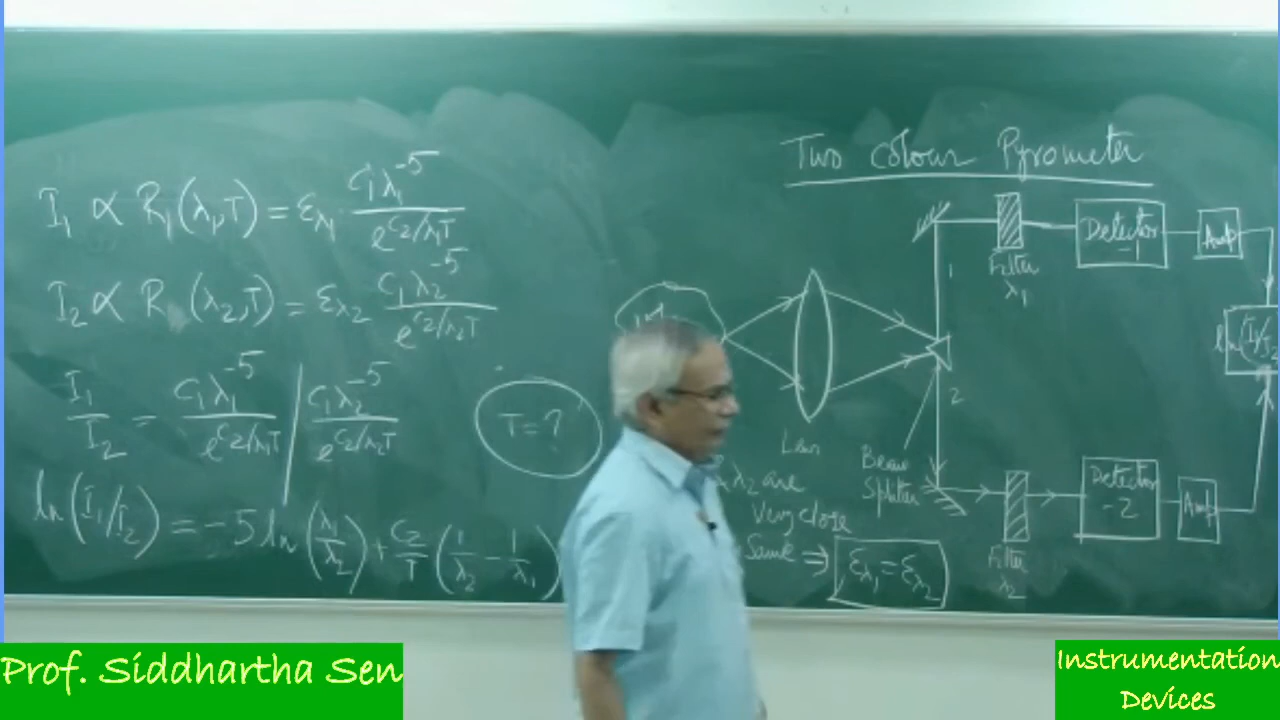 I₁ ∝ R₁(λ₁,T) = ελ₁ C₁λ₁⁻⁵ / e^(C₂/λ₁T)
I₂ ∝ R (λ₂,T) = ελ₂ C₁λ₂⁻⁵ / e^(C₂/λ₂T)
I₁/I₂ = C₁λ₁⁻⁵ / e^(C₂/λ₁T) | C₁λ₂⁻⁵ / e^(C₂/λ₂T)
ln(I₁/I₂) = -5 ln(λ₁/λ₂) + C₂/T (1/λ₂ - 1/λ₁)
T = ?
Two Colour Pyrometer
1
Filter
λ₁
Detector
-1
Amp
ln(I₁/I₂
Lens
Beam
Splitter
2
Filter
λ₂
Detector
-2
Amp
λ₂ are
Very close
Same ⇒ ελ₁ = ελ₂
Prof. Siddhartha Sen
Instrumentation
Devices